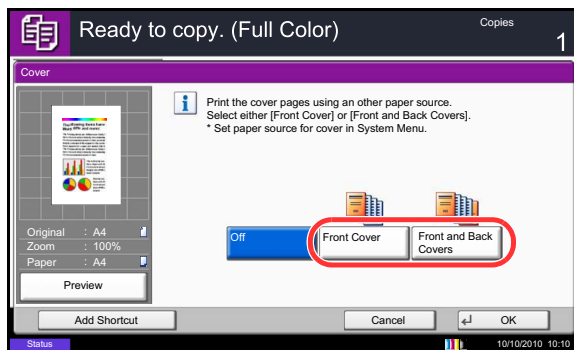 Ready to copy. (Full Color)
Copies
1
Cover
Print the cover pages using an other paper source.
Select either [Front Cover] or [Front and Back Covers].
* Set paper source for cover in System Menu.
Original : A4
Zoom : 100%
Paper : A4
Preview
Off
Front Cover
Front and Back
Covers
Add Shortcut
Cancel
OK
Status
10/10/2010 10:10